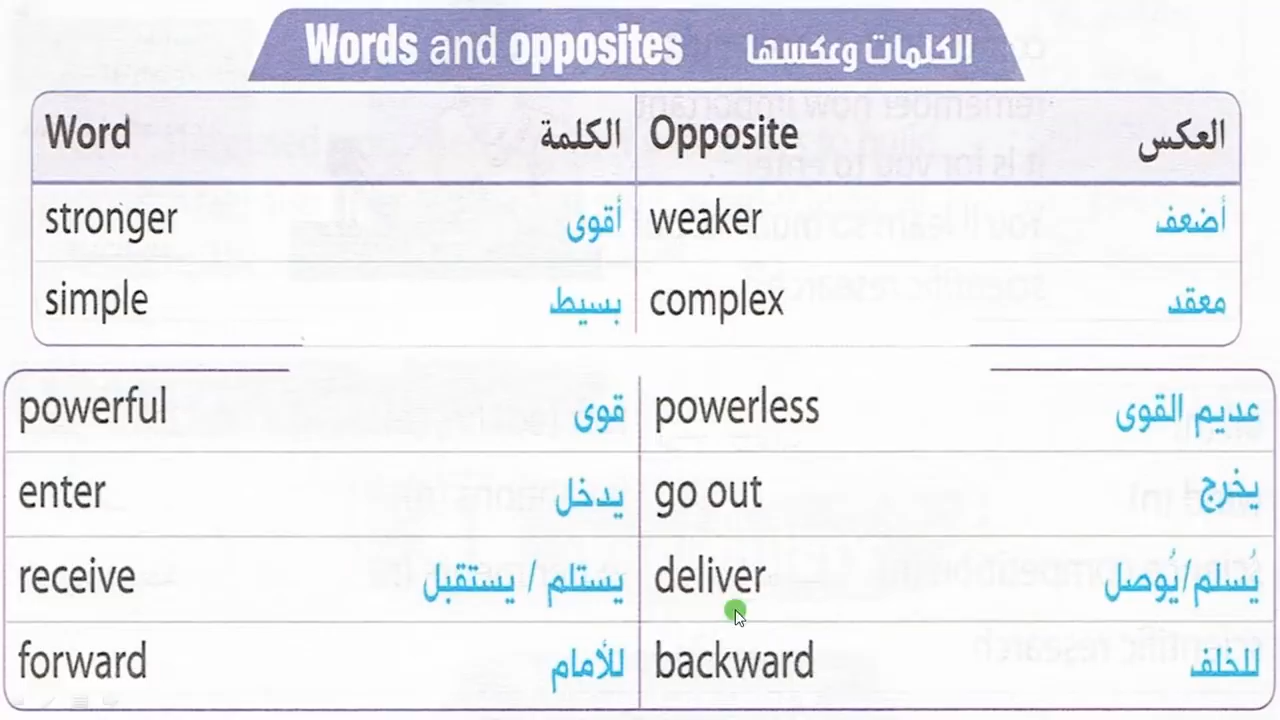 Words and opposites الكلمات وعكسها
Word الكلمة Opposite العكس
stronger أقوى weaker أضعف
simple بسيط complex معقد
powerful قوى powerless عديم القوى
enter يدخل go out يخرج
receive يستلم / يستقبل deliver يُسلم/يُوصل
forward للأمام backward للخلف